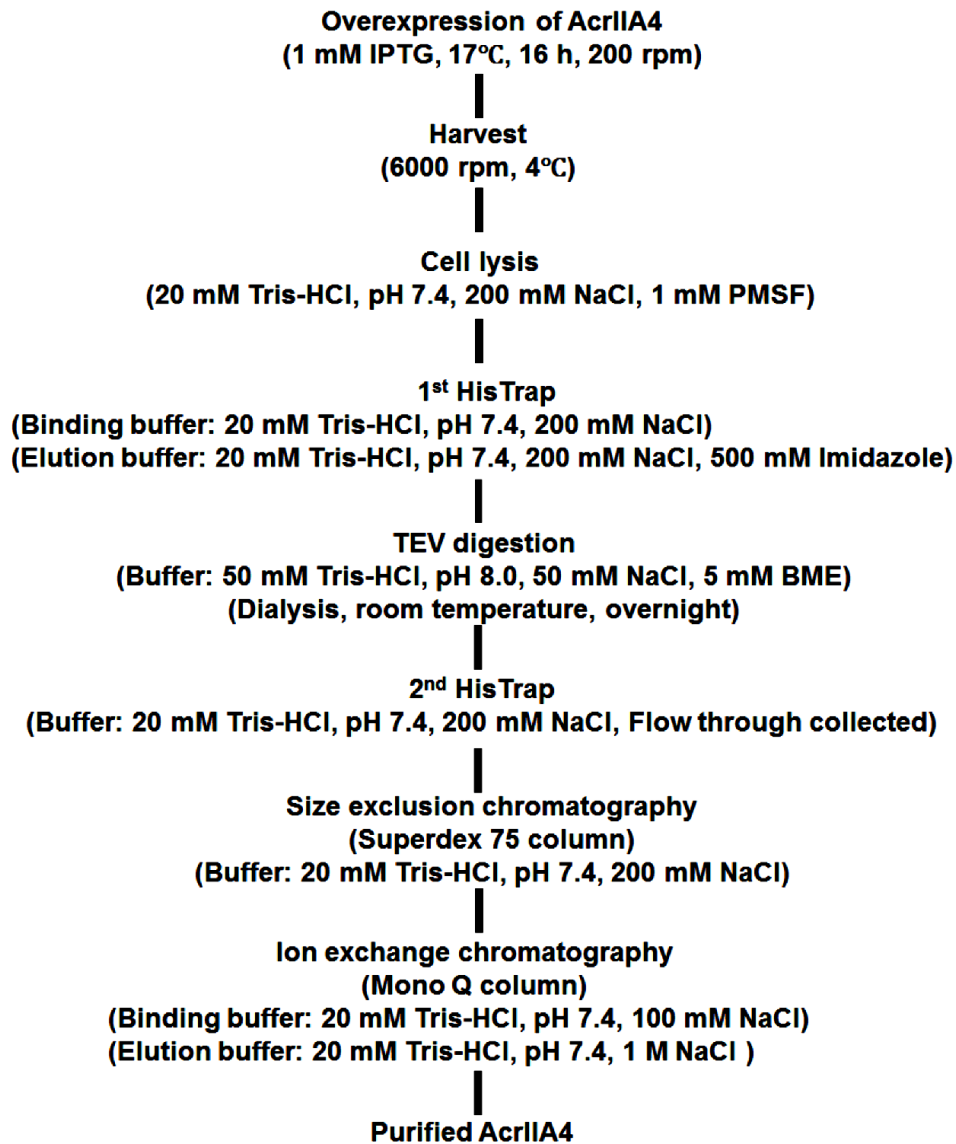 Overexpression of AcrIIA4
(1 mM IPTG, 17℃, 16 h, 200 rpm)
Harvest
(6000 rpm, 4℃)
Cell lysis
(20 mM Tris-HCl, pH 7.4, 200 mM NaCl, 1 mM PMSF)
1st HisTrap
(Binding buffer: 20 mM Tris-HCl, pH 7.4, 200 mM NaCl)
(Elution buffer: 20 mM Tris-HCl, pH 7.4, 200 mM NaCl, 500 mM Imidazole)
TEV digestion
(Buffer: 50 mM Tris-HCl, pH 8.0, 50 mM NaCl, 5 mM BME)
(Dialysis, room temperature, overnight)
2nd HisTrap
(Buffer: 20 mM Tris-HCl, pH 7.4, 200 mM NaCl, Flow through collected)
Size exclusion chromatography
(Superdex 75 column)
(Buffer: 20 mM Tris-HCl, pH 7.4, 200 mM NaCl)
Ion exchange chromatography
(Mono Q column)
(Binding buffer: 20 mM Tris-HCl, pH 7.4, 100 mM NaCl)
(Elution buffer: 20 mM Tris-HCl, pH 7.4, 1 M NaCl )
Purified AcrIIA4